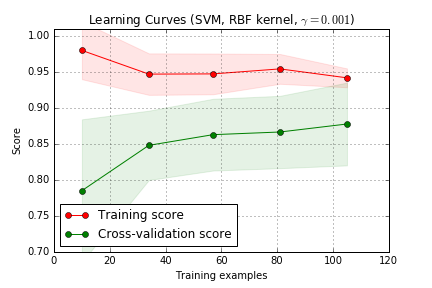 Learning Curves (SVM, RBF kernel, γ=0.001)
1.00
0.95
0.90
0.85
0.80
0.75
0.70
Score
Training score
Cross-validation score
0 20 40 60 80 100 120
Training examples